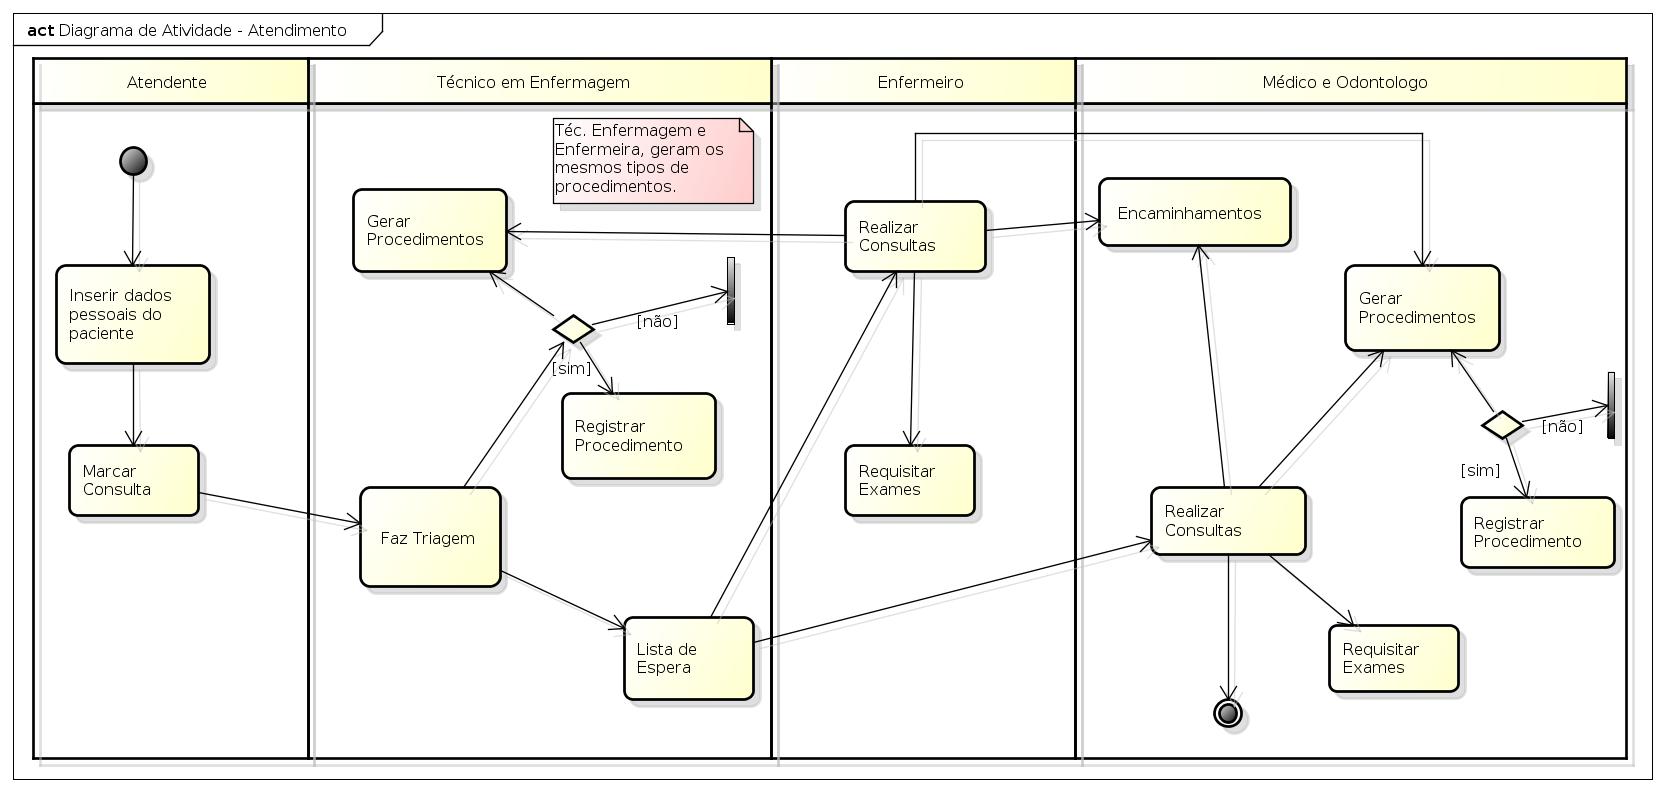 act Diagrama de Atividade - Atendimento
Atendente
Técnico em Enfermagem
Enfermeiro
Médico e Odontologo
Téc. Enfermagem e
Enfermeira, geram os
mesmos tipos de
procedimentos.
Inserir dados
pessoais do
paciente
Marcar
Consulta
Gerar
Procedimentos
[não]
[sim]
Registrar
Procedimento
Faz Triagem
Lista de
Espera
Realizar
Consultas
Requisitar
Exames
Encaminhamentos
Gerar
Procedimentos
[não]
[sim]
Registrar
Procedimento
Realizar
Consultas
Requisitar
Exames